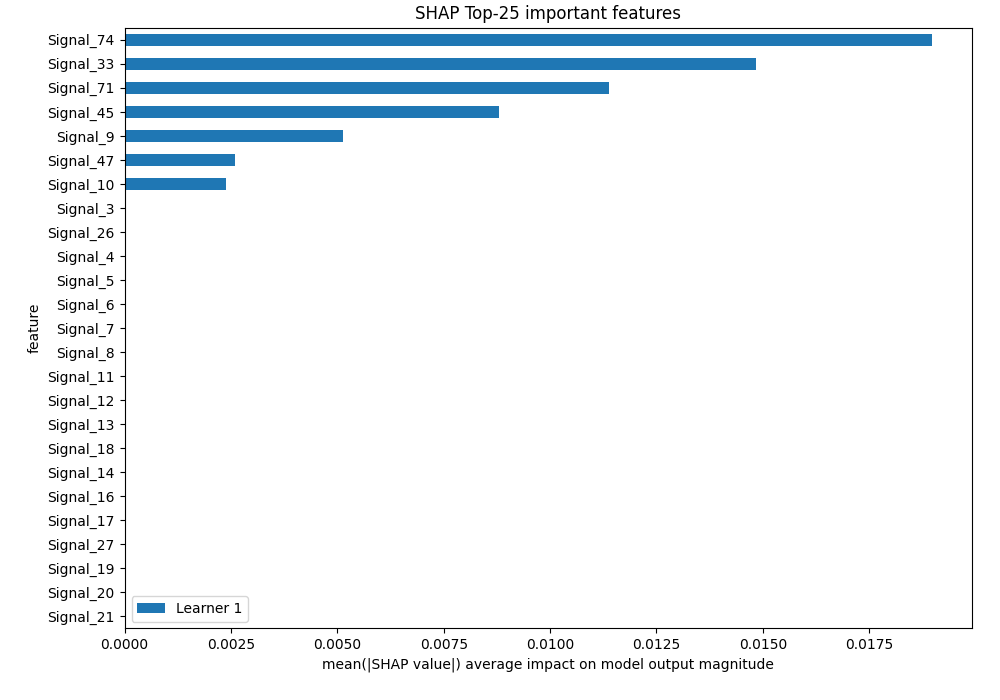 SHAP Top-25 important features
Signal_74
Signal_33
Signal_71
Signal_45
Signal_9
Signal_47
Signal_10
Signal_3
Signal_26
Signal_4
Signal_5
Signal_6
Signal_7
Signal_8
Signal_11
Signal_12
Signal_13
Signal_18
Signal_14
Signal_16
Signal_17
Signal_27
Signal_19
Signal_20
Signal_21
feature
Learner 1
0.0000 0.0025 0.0050 0.0075 0.0100 0.0125 0.0150 0.0175
mean(|SHAP value|) average impact on model output magnitude